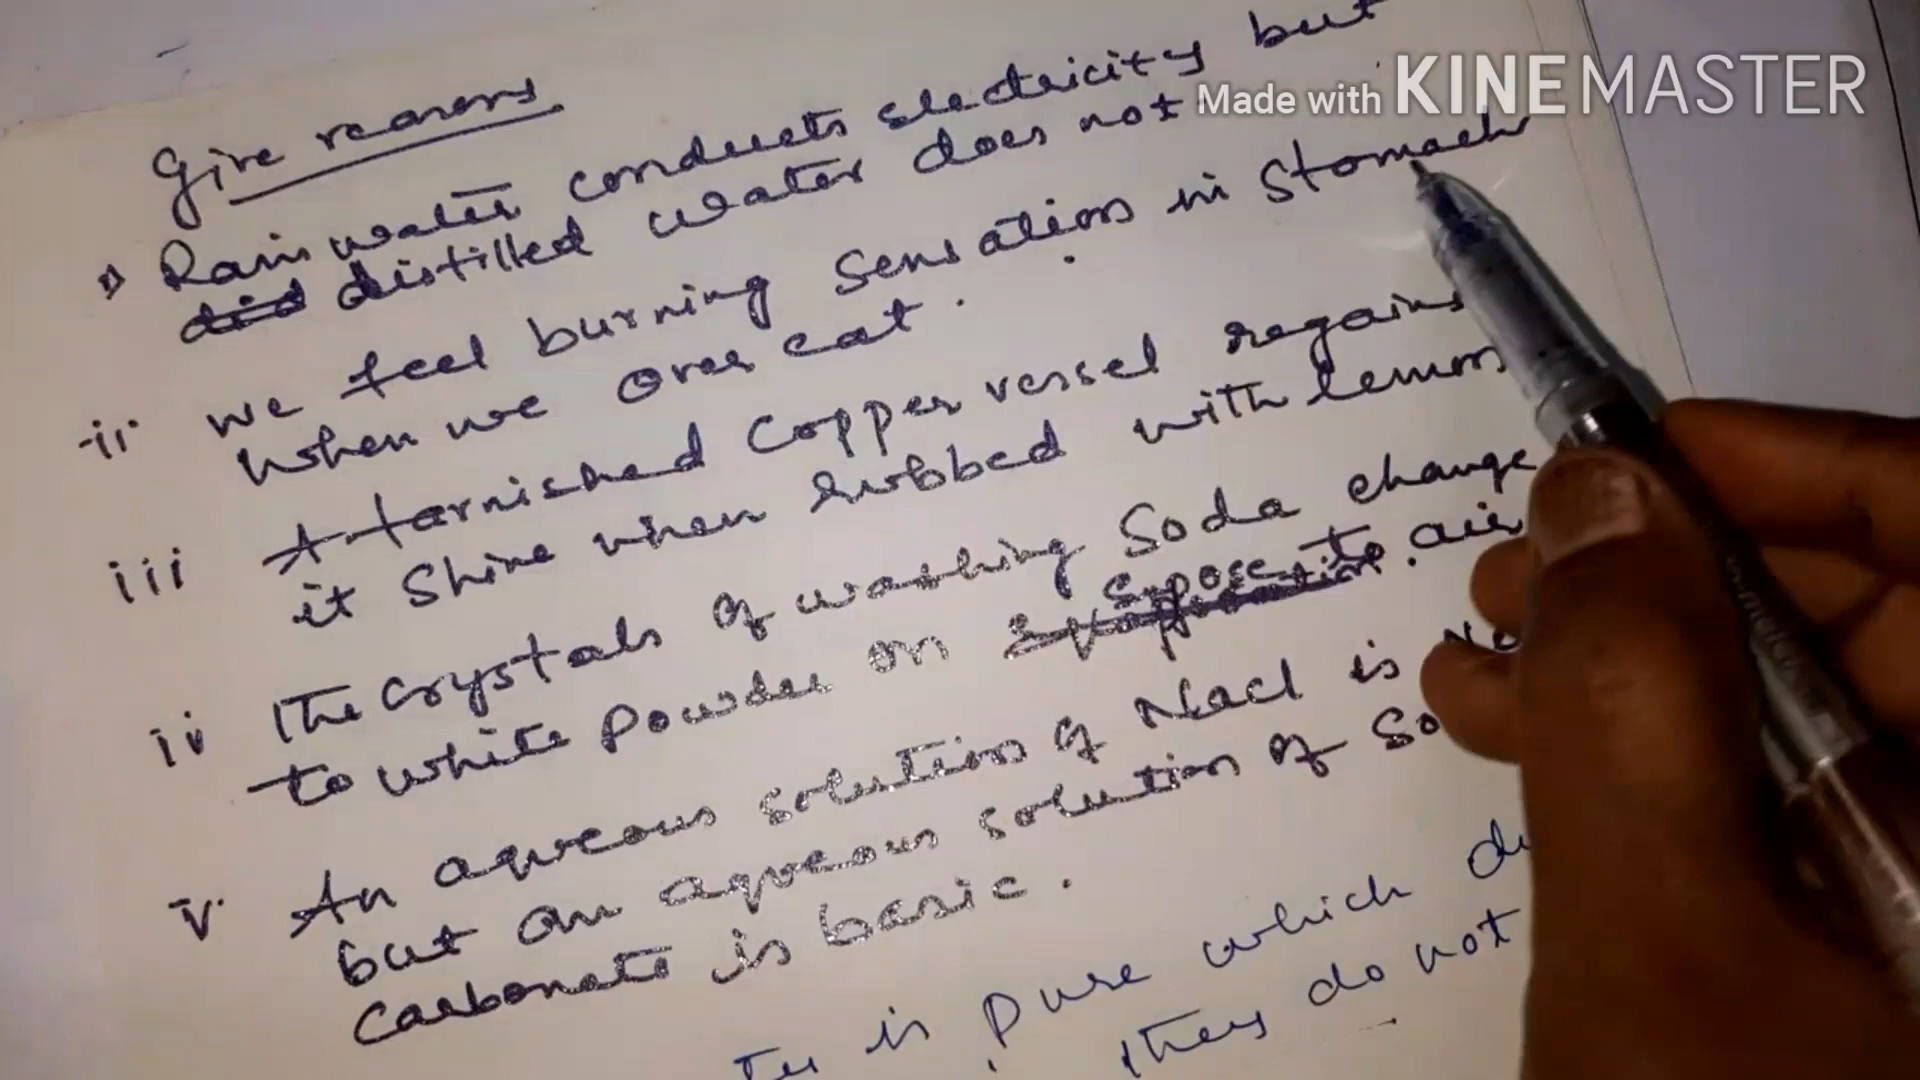 Give reasons
i) Rain water conducts electricity but
distilled water does not.
ii we feel burning sensation in stomach
when we over eat.
iii A tarnished copper vessel regains
it shine when rubbed with lemon
iv The crystals of washing soda change
to white powder on expose to air.
v. An aqueous solution of Nacl is
but an aqueous solution of
carbonate is basic.
is pure which
they do not
Made with KINEMASTER